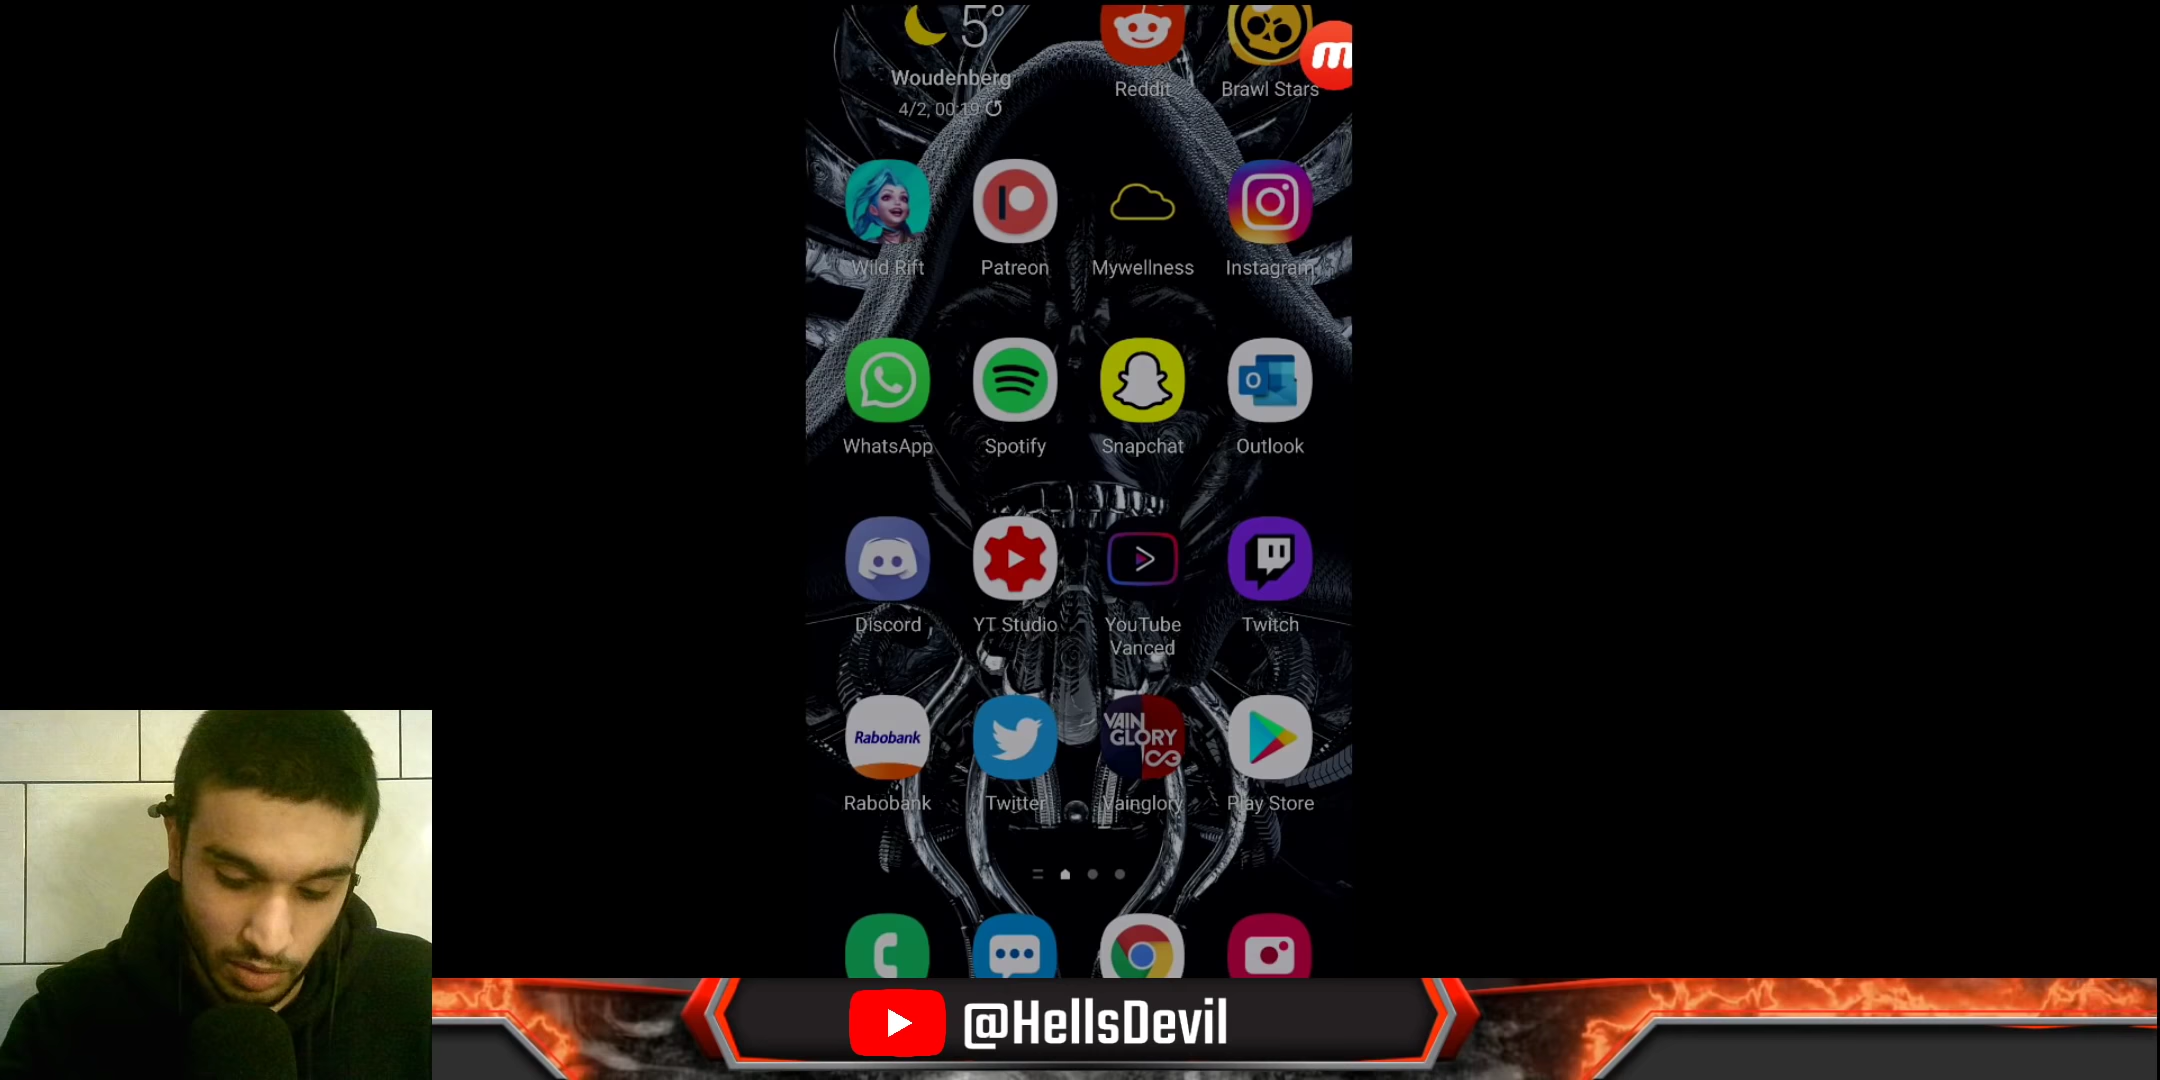 5°
Woudenberg
4/2, 00:19
Reddit
Brawl Stars
Wild Rift
Patreon
Mywellness
Instagram
WhatsApp
Spotify
Snapchat
Outlook
Discord
YT Studio
YouTube
Vanced
Twitch
Rabobank
VAIN
GLORY
Rabobank
Twitter
Vainglory
Play Store
@HellsDevil